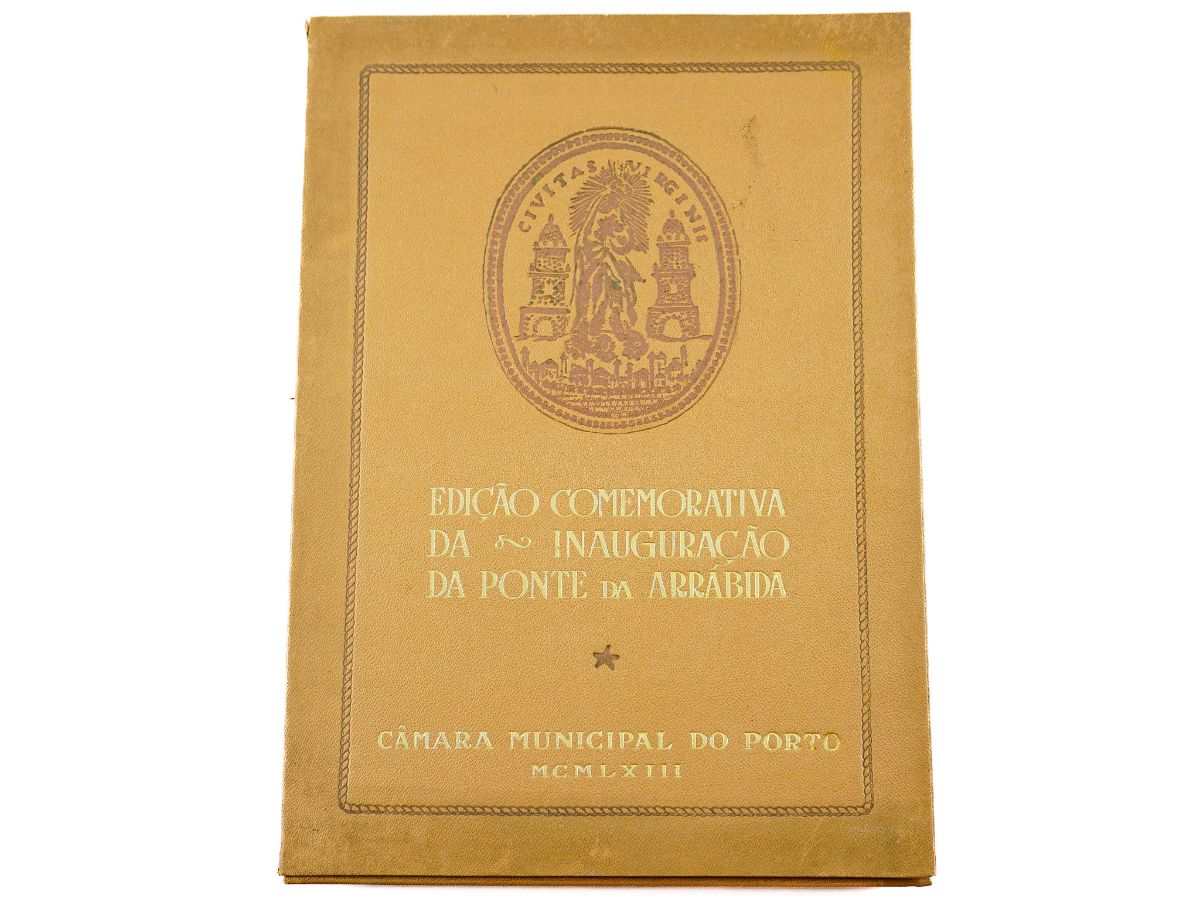 CIVITAS VIRGINIS
EDIÇÃO COMEMORATIVA
DA ~ INAUGURAÇÃO
DA PONTE DA ARRÁBIDA
CÂMARA MUNICIPAL DO PORTO
MCMLXIII